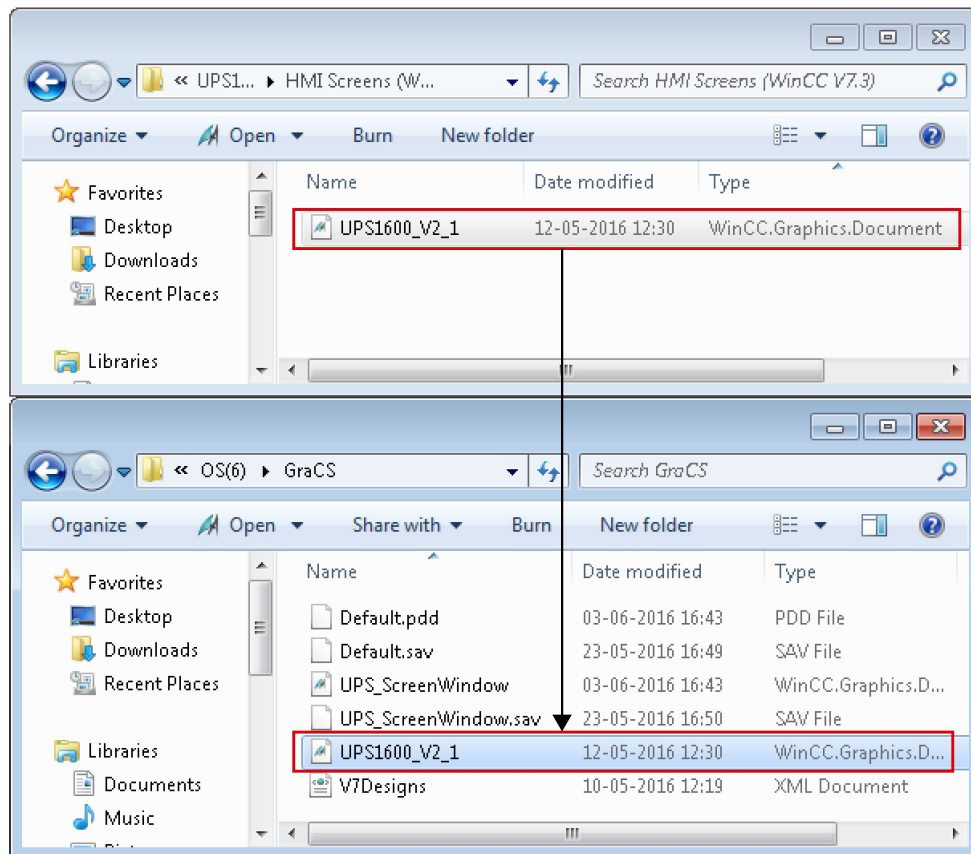 « UPS1... HMI Screens (W... Search HMI Screens (WinCC V7.3)
Organize Open Burn New folder
Name Date modified Type
Favorites
UPS1600_V2_1 12-05-2016 12:30 WinCC.Graphics.Document
Desktop
Downloads
Recent Places
Libraries
« OS(6) GraCS Search GraCS
Organize Open Share with Burn New folder
Name Date modified Type
Favorites
Default.pdd 03-06-2016 16:43 PDD File
Desktop
Default.sav 23-05-2016 16:49 SAV File
Downloads
UPS_ScreenWindow 03-06-2016 16:43 WinCC.Graphics.D...
Recent Places
UPS_ScreenWindow.sav 23-05-2016 16:50 SAV File
Libraries
UPS1600_V2_1 12-05-2016 12:30 WinCC.Graphics.D...
Documents
V7Designs 10-05-2016 12:19 XML Document
Music